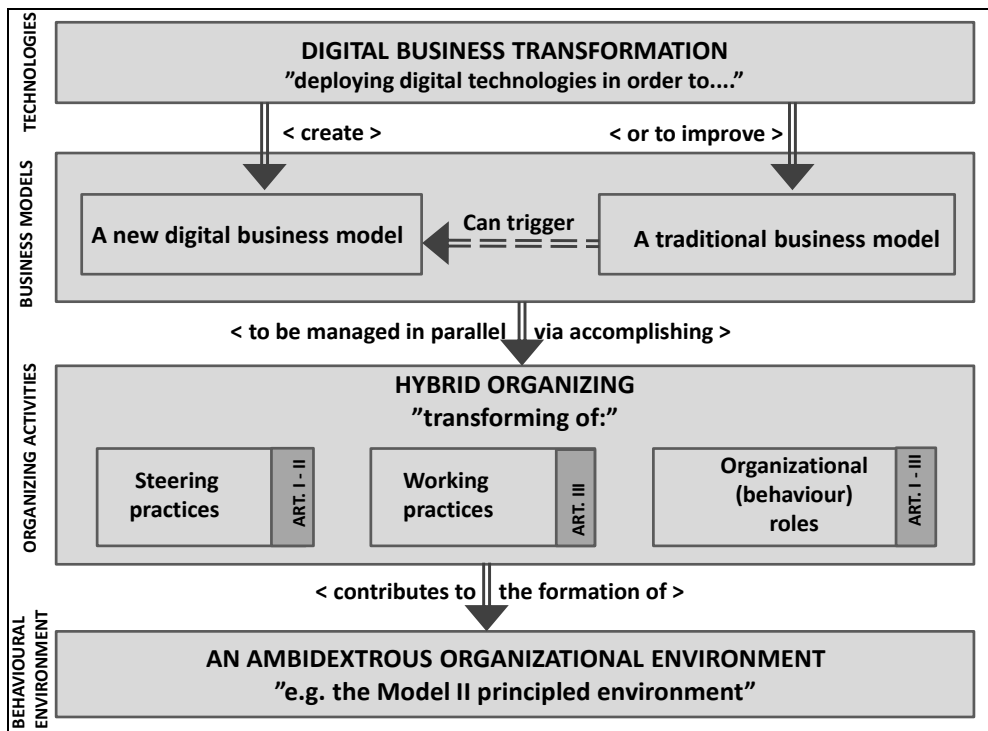 TECHNOLOGIES
DIGITAL BUSINESS TRANSFORMATION
”deploying digital technologies in order to....”
< create >
< or to improve >
BUSINESS MODELS
A new digital business model
Can trigger
A traditional business model
< to be managed in parallel
via accomplishing >
ORGANIZING ACTIVITIES
HYBRID ORGANIZING
”transforming of:”
Steering
practices
ART. I - II
Working
practices
ART. III
Organizational
(behaviour)
roles
ART. I - III
< contributes to
the formation of >
BEHAVIOURAL
ENVIRONMENT
AN AMBIDEXTROUS ORGANIZATIONAL ENVIRONMENT
”e.g. the Model II principled environment”